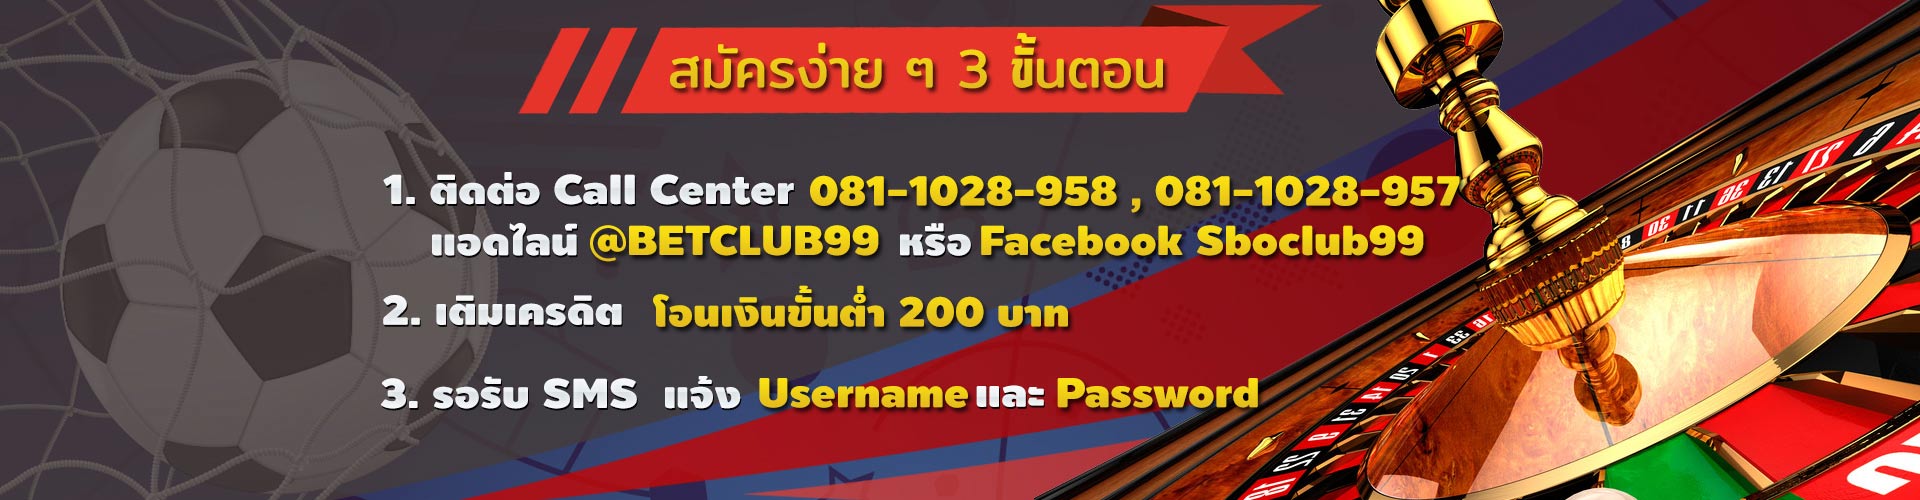 สมัครง่าย ๆ 3 ขั้นตอน
1. ติดต่อ Call Center 081-1028-958 , 081-1028-957
แอดไลน์ @BETCLUB99 หรือ Facebook Sboclub99
2. เติมเครดิต โอนเงินขั้นต่ำ 200 บาท
3. รอรับ SMS แจ้ง Username และ Password